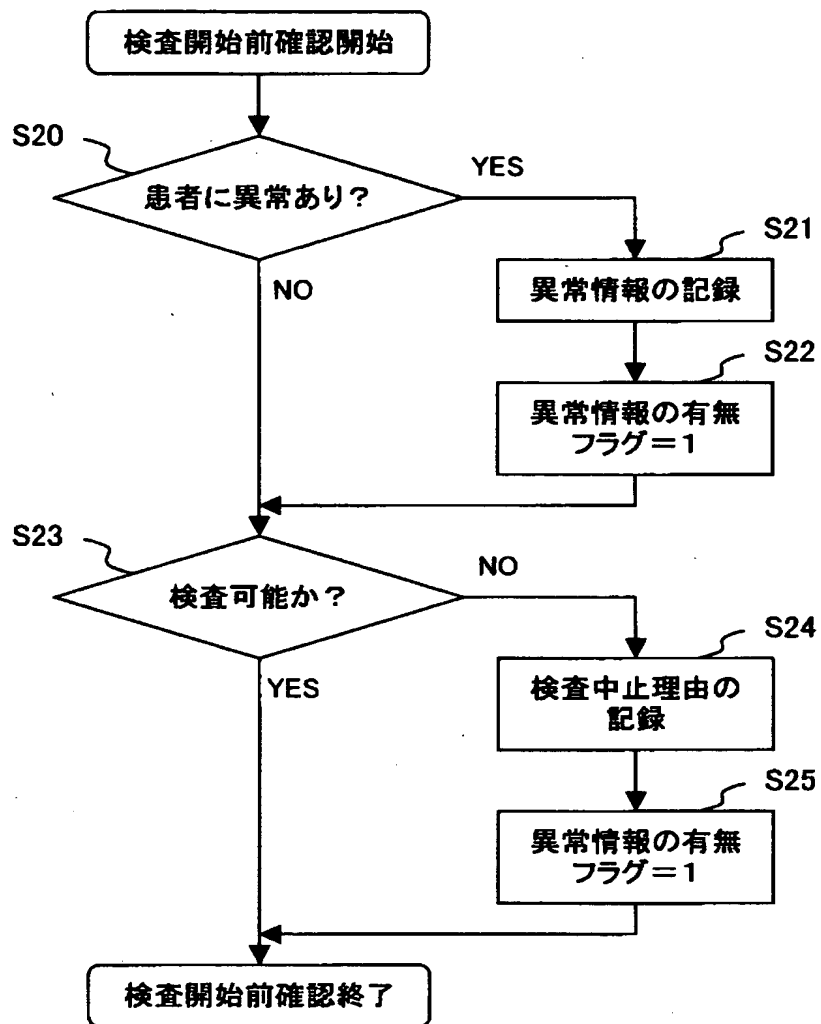 検査開始前確認開始
S20
患者に異常あり?
YES
S21
異常情報の記録
NO
S22
異常情報の有無
フラグ=1
S23
検査可能か?
NO
S24
検査中止理由の
記録
YES
S25
異常情報の有無
フラグ=1
検査開始前確認終了